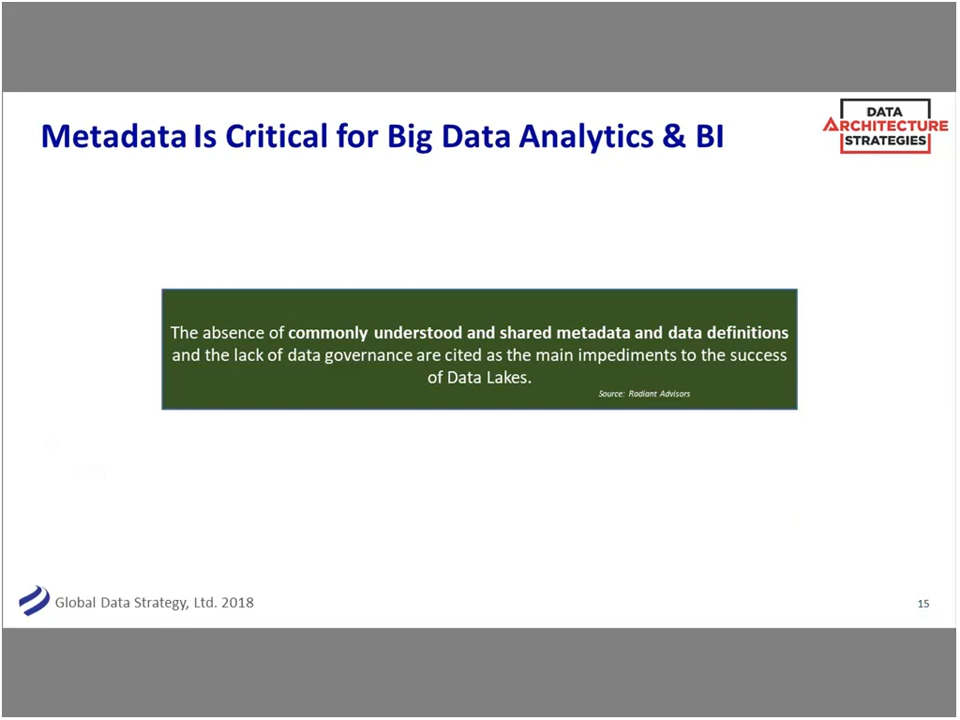 Metadata Is Critical for Big Data Analytics & BI
DATA
ARCHITECTURE
STRATEGIES
The absence of commonly understood and shared metadata and data definitions
and the lack of data governance are cited as the main impediments to the success
of Data Lakes.
Source: Radiant Advisors
Global Data Strategy, Ltd. 2018
15